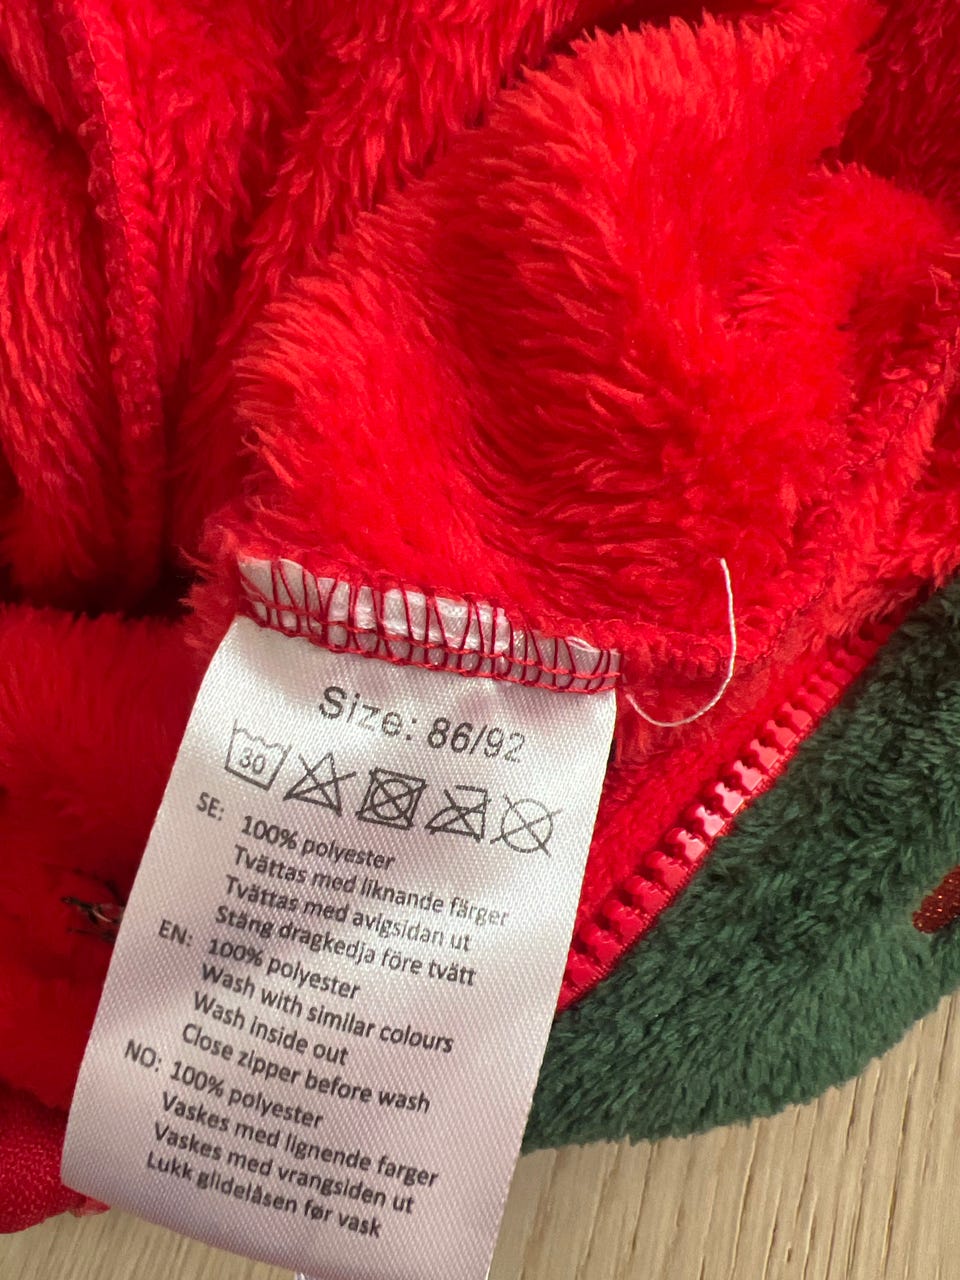 Size: 86/92
30
SE: 100% polyester
Tvättas med liknande färger
Tvättas med avigsidan ut
Stäng dragkedja före tvätt
EN: 100% polyester
Wash with similar colours
Wash inside out
Close zipper before wash
NO: 100% polyester
Vaskes med lignende farger
Vaskes med vrangsiden ut
Lukk glidelåsen før vask